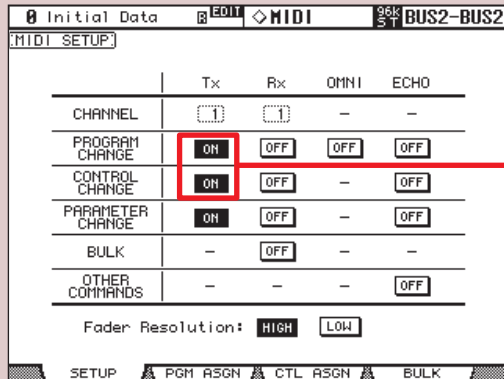 0 Initial Data R EDIT ◇MIDI 96k ST BUS2-BUS2
MIDI SETUP
Tx Rx OMNI ECHO
CHANNEL 1 1 – –
PROGRAM CHANGE ON OFF OFF OFF
CONTROL CHANGE ON OFF – OFF
PARAMETER CHANGE ON OFF – OFF
BULK – OFF – –
OTHER COMMANDS – – – OFF
Fader Resolution: HIGH LOW
SETUP PGM ASGN CTL ASGN BULK